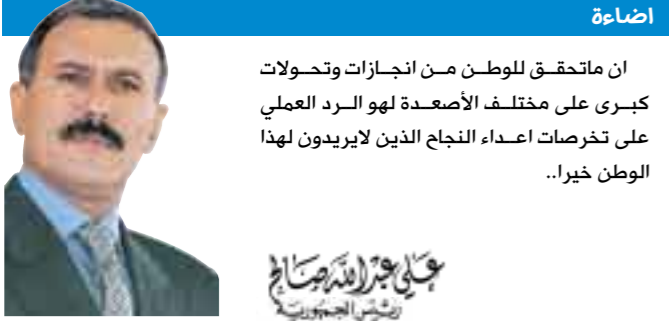 اضاءة
ان ماتحقق للوطن من انجازات وتحولات
كبرى على مختلف الأصعدة لهو الرد العملي
على تخرصات اعداء النجاح الذين لايريدون لهذا
الوطن خيرا..
علي عبدالله صالح
رئيس الجمهورية